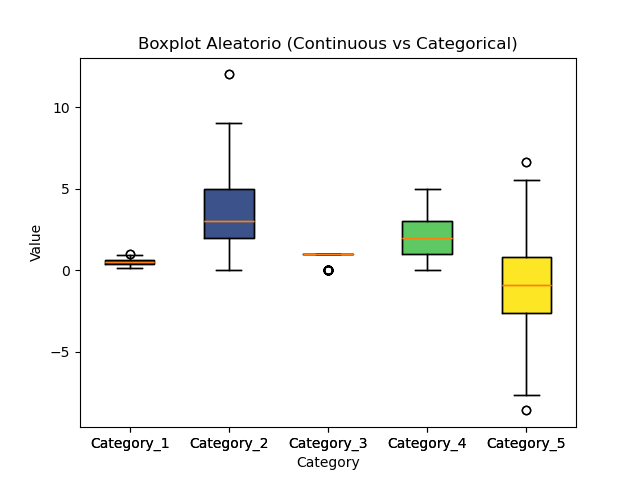 Boxplot Aleatorio (Continuous vs Categorical)
Value
10
5
0
−5
Category_1 Category_2 Category_3 Category_4 Category_5
Category